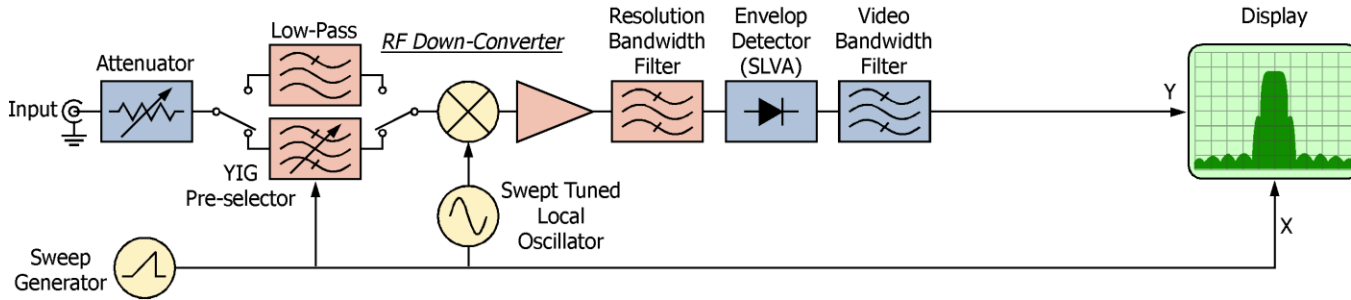 Low-Pass
RF Down-Converter
Resolution
Bandwidth
Filter
Envelop
Detector
(SLVA)
Video
Bandwidth
Filter
Display
Attenuator
Input
Y
YIG
Pre-selector
Swept Tuned
Local
Oscillator
X
Sweep
Generator